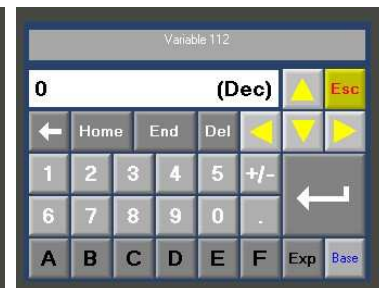 Variable 112
0 (Dec) Esc
Home End Del
1 2 3 4 5 +/-
6 7 8 9 0 .
A B C D E F Exp Base